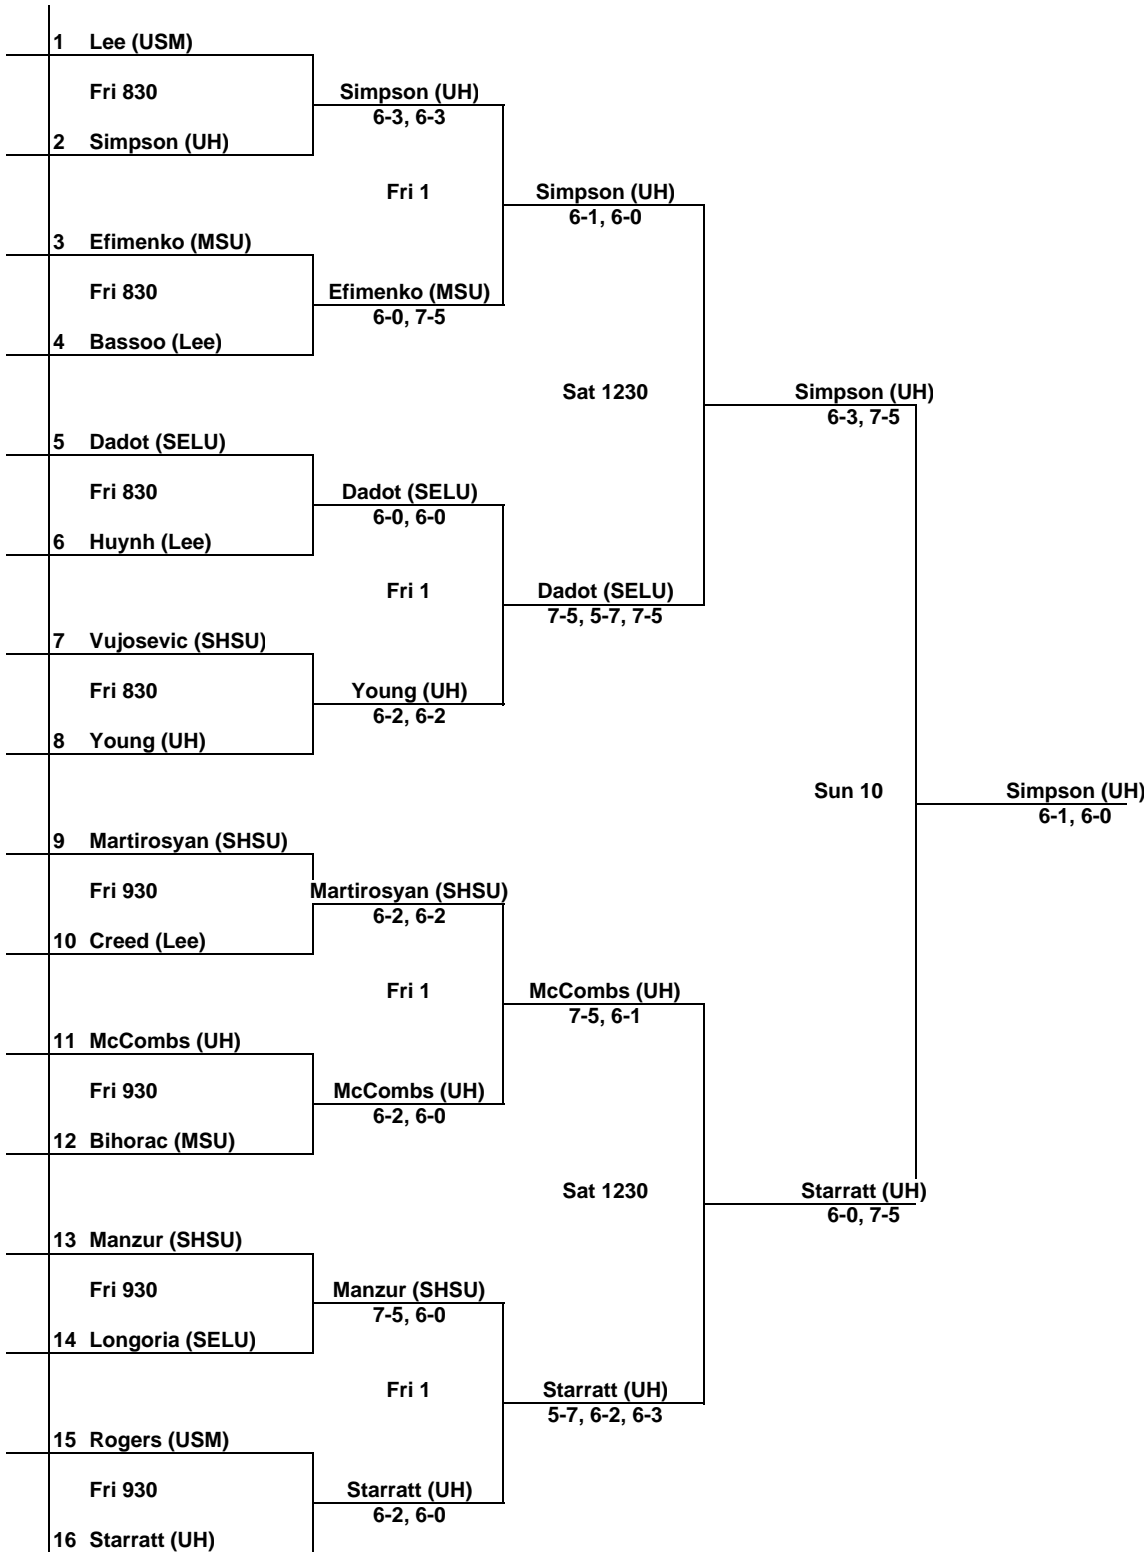 1 Lee (USM)
Fri 830
Simpson (UH)
6-3, 6-3
2 Simpson (UH)
Fri 1
Simpson (UH)
6-1, 6-0
3 Efimenko (MSU)
Fri 830
Efimenko (MSU)
6-0, 7-5
4 Bassoo (Lee)
Sat 1230
Simpson (UH)
6-3, 7-5
5 Dadot (SELU)
Fri 830
Dadot (SELU)
6-0, 6-0
6 Huynh (Lee)
Fri 1
Dadot (SELU)
7-5, 5-7, 7-5
7 Vujosevic (SHSU)
Fri 830
Young (UH)
6-2, 6-2
8 Young (UH)
Sun 10
Simpson (UH)
6-1, 6-0
9 Martirosyan (SHSU)
Fri 930
Martirosyan (SHSU)
6-2, 6-2
10 Creed (Lee)
Fri 1
McCombs (UH)
7-5, 6-1
11 McCombs (UH)
Fri 930
McCombs (UH)
6-2, 6-0
12 Bihorac (MSU)
Sat 1230
Starratt (UH)
6-0, 7-5
13 Manzur (SHSU)
Fri 930
Manzur (SHSU)
7-5, 6-0
14 Longoria (SELU)
Fri 1
Starratt (UH)
5-7, 6-2, 6-3
15 Rogers (USM)
Fri 930
Starratt (UH)
6-2, 6-0
16 Starratt (UH)